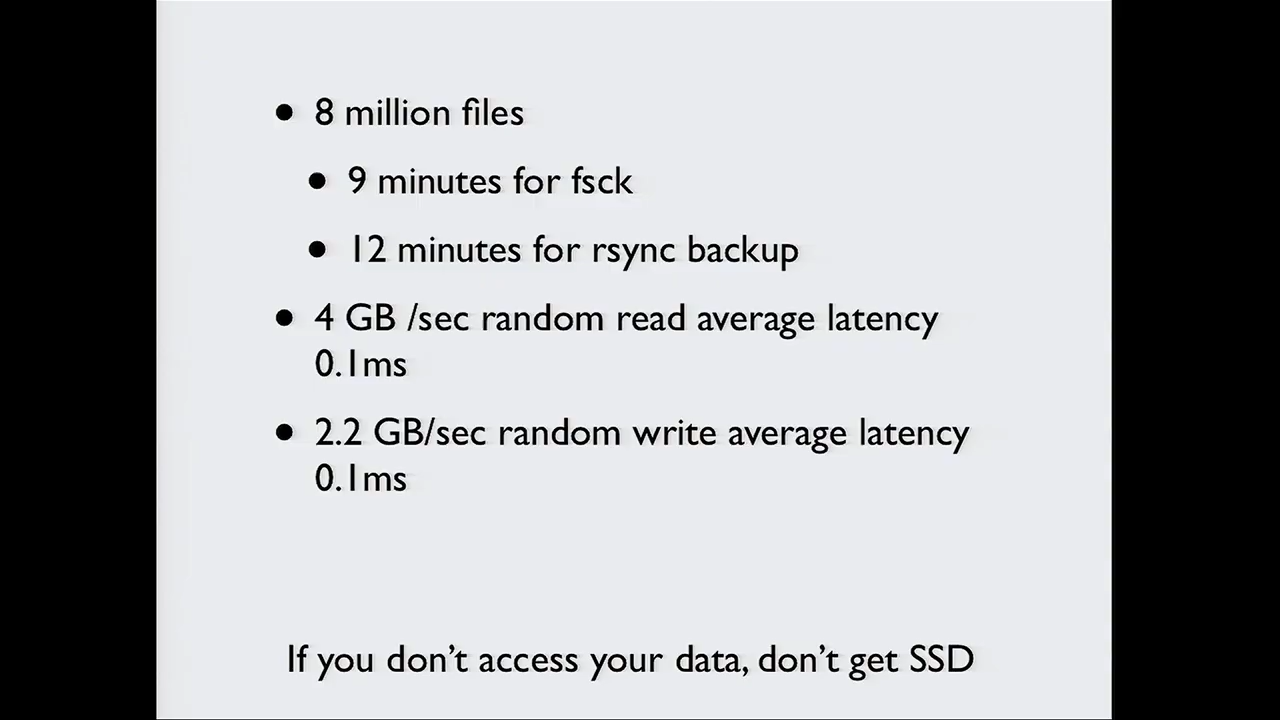 • 8 million files
• 9 minutes for fsck
• 12 minutes for rsync backup
• 4 GB /sec random read average latency
0.1ms
• 2.2 GB/sec random write average latency
0.1ms
If you don't access your data, don't get SSD